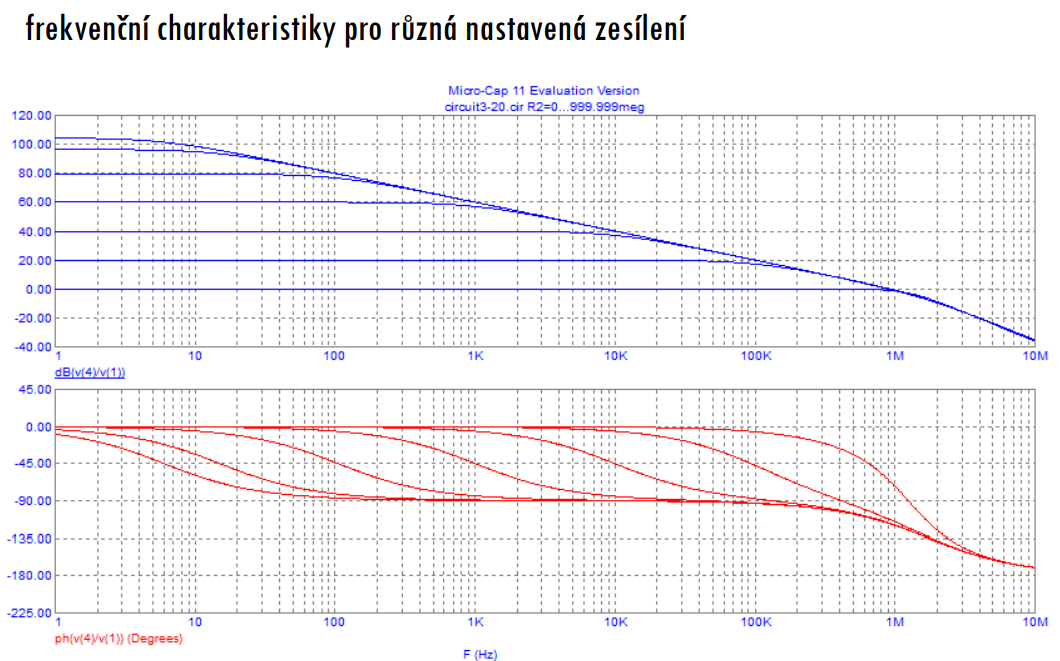 frekvenční charakteristiky pro různá nastavená zesílení
Micro-Cap 11 Evaluation Version
circuit3-20.cir R2=0...999.999meg
120.00
100.00
80.00
60.00
40.00
20.00
0.00
-20.00
-40.00
1 10 100 1K 10K 100K 1M 10M
dB(v(4)/v(1))
45.00
0.00
-45.00
-90.00
-135.00
-180.00
-225.00
1 10 100 1K 10K 100K 1M 10M
ph(v(4)/v(1)) (Degrees)
F (Hz)